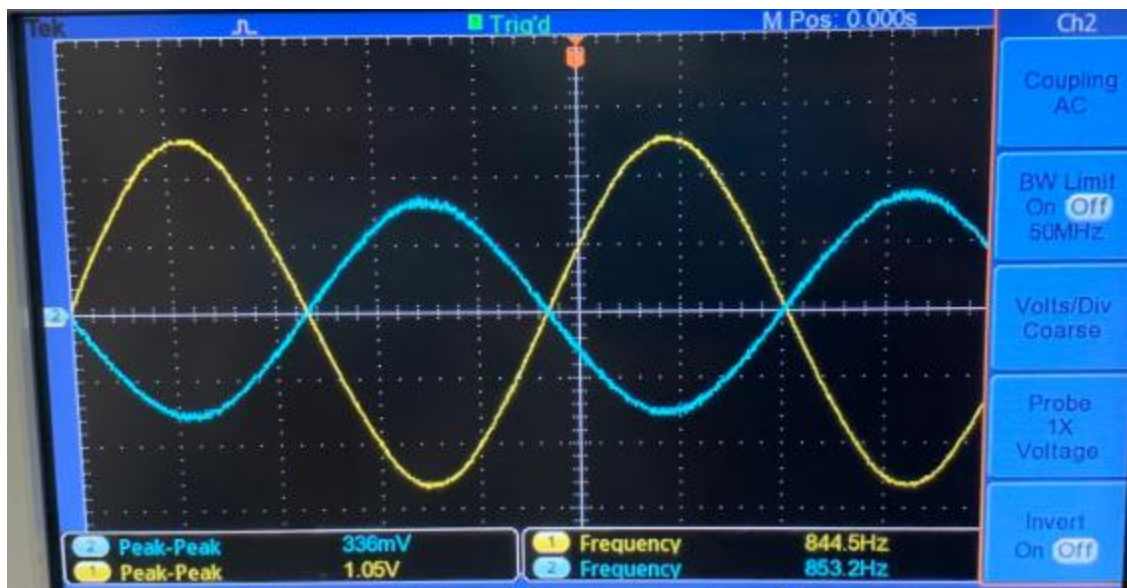 Tek Trig'd M Pos: 0.000s Ch2
Coupling
AC
BW Limit
On Off
50MHz
Volts/Div
Coarse
Probe
1X
Voltage
Invert
On Off
2
2 Peak-Peak 336mV
1 Peak-Peak 1.05V
1 Frequency 844.5Hz
2 Frequency 853.2Hz